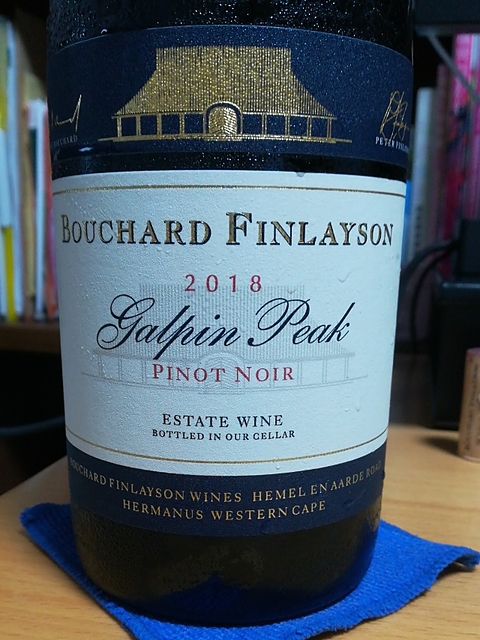 BOUCHARD FINLAYSON
2018
Galpin Peak
PINOT NOIR
ESTATE WINE
BOTTLED IN OUR CELLAR
BOUCHARD FINLAYSON WINES HEMEL EN AARDE ROAD
HERMANUS WESTERN CAPE